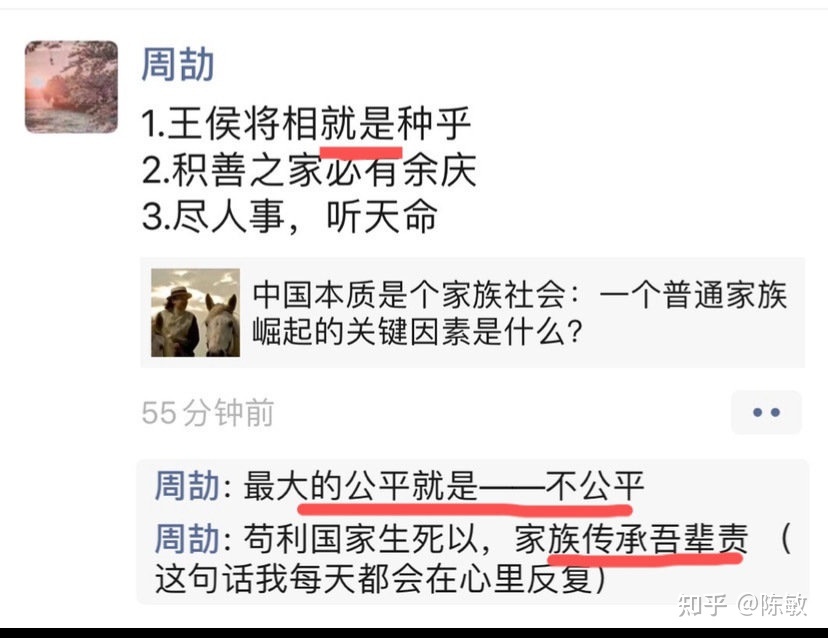 周劼
1.王侯将相就是种乎
2.积善之家必有余庆
3.尽人事，听天命
中国本质是个家族社会：一个普通家族
崛起的关键因素是什么？
55分钟前
周劼: 最大的公平就是——不公平
周劼: 苟利国家生死以，家族传承吾辈责（
这句话我每天都会在心里反复）
知乎 @陈敏